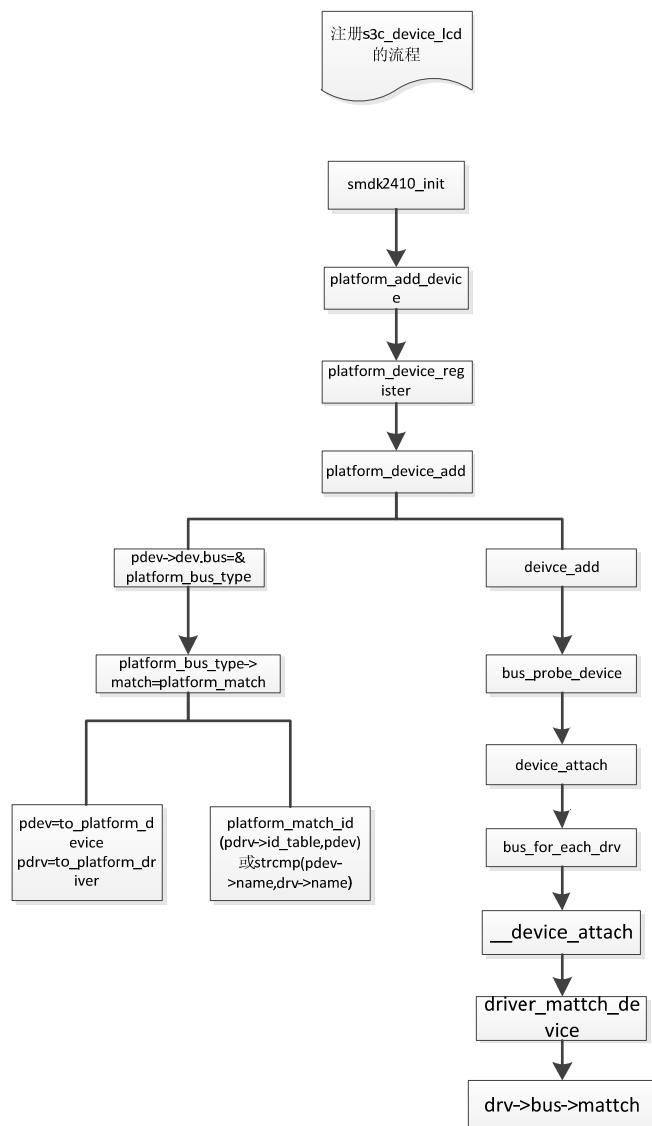 注册s3c_device_lcd
的流程
smdk2410_init
platform_add_devic
e
platform_device_reg
ister
platform_device_add
pdev->dev.bus=&
platform_bus_type
deivce_add
platform_bus_type->
match=platform_match
bus_probe_device
device_attach
pdev=to_platform_d
evice
pdrv=to_platform_dr
iver
platform_match_id
(pdrv->id_table,pdev)
或strcmp(pdev-
>name,drv->name)
bus_for_each_drv
__device_attach
driver_mattch_de
vice
drv->bus->mattch